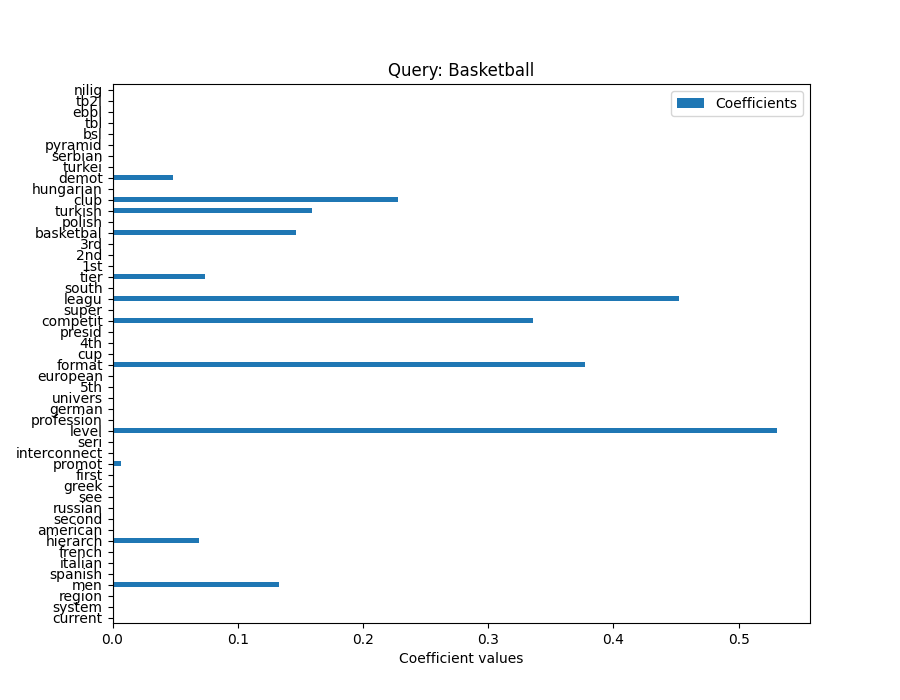 Query: Basketball
Coefficients
nilig
tb2l
ebbl
tbl
bsl
pyramid
serbian
turkei
demot
hungarian
club
turkish
polish
basketbal
3rd
2nd
1st
tier
south
leagu
super
competit
presid
4th
cup
format
european
5th
univers
german
profession
level
seri
interconnect
promot
first
greek
see
russian
second
american
hierarch
french
italian
spanish
men
region
system
current
0.0 0.1 0.2 0.3 0.4 0.5
Coefficient values